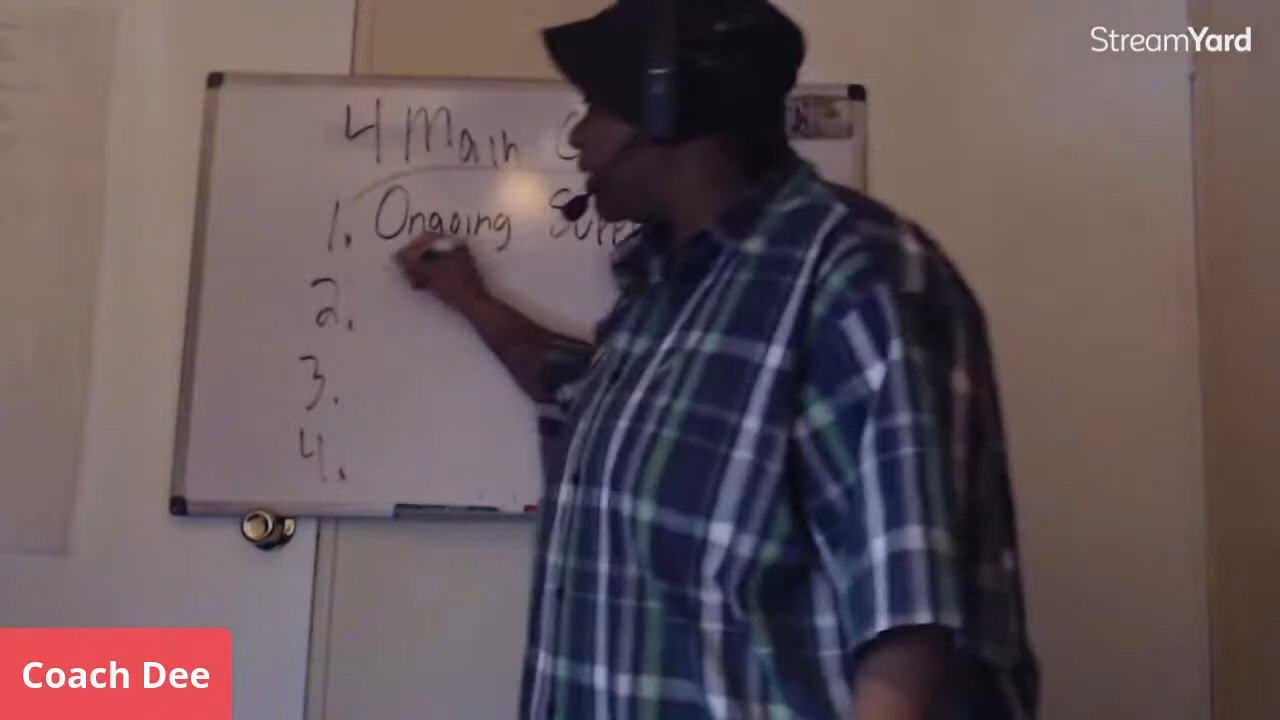 StreamYard
4 Main
1. Ongoing
2.
3.
4.
Coach Dee